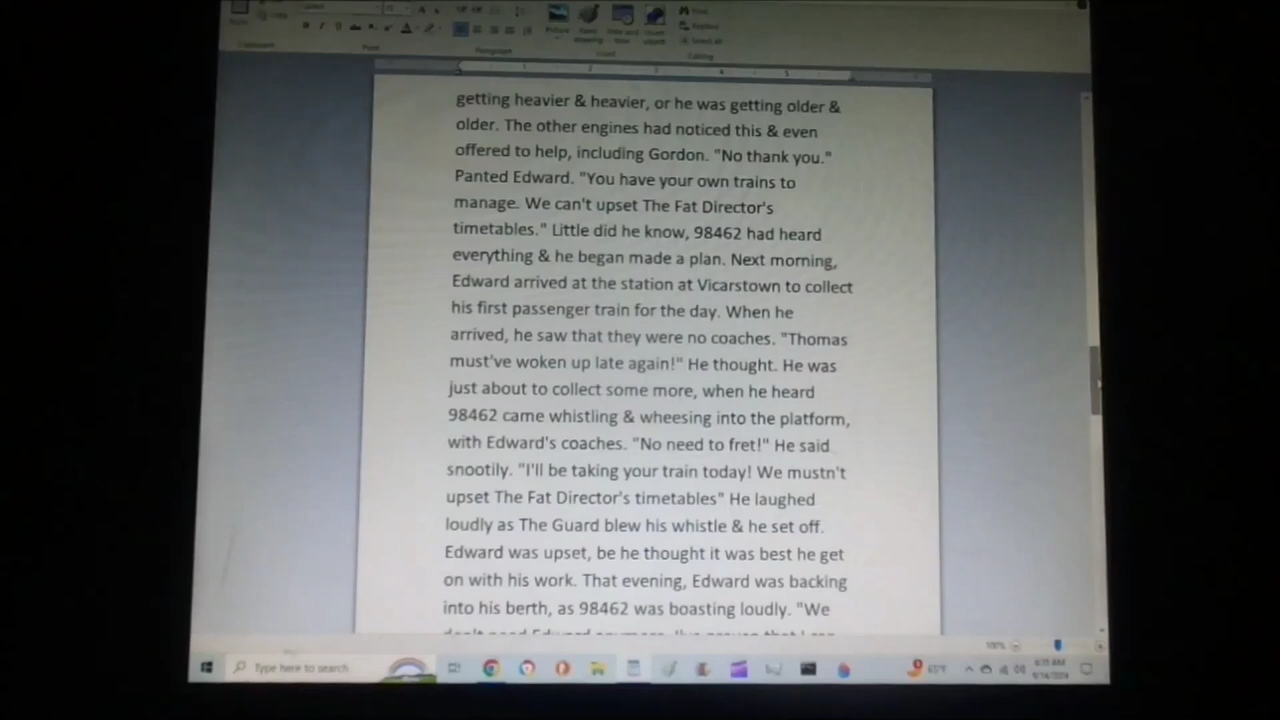 Picture
Paragraph
Editing
getting heavier & heavier, or he was getting older &
older. The other engines had noticed this & even
offered to help, including Gordon. "No thank you."
Panted Edward. "You have your own trains to
manage. We can't upset The Fat Director's
timetables." Little did he know, 98462 had heard
everything & he began made a plan. Next morning,
Edward arrived at the station at Vicarstown to collect
his first passenger train for the day. When he
arrived, he saw that they were no coaches. "Thomas
must've woken up late again!" He thought. He was
just about to collect some more, when he heard
98462 came whistling & wheesing into the platform,
with Edward's coaches. "No need to fret!" He said
snootily. "I'll be taking your train today! We mustn't
upset The Fat Director's timetables" He laughed
loudly as The Guard blew his whistle & he set off.
Edward was upset, be he thought it was best he get
on with his work. That evening, Edward was backing
into his berth, as 98462 was boasting loudly. "We
100%
Type here to search
65°F